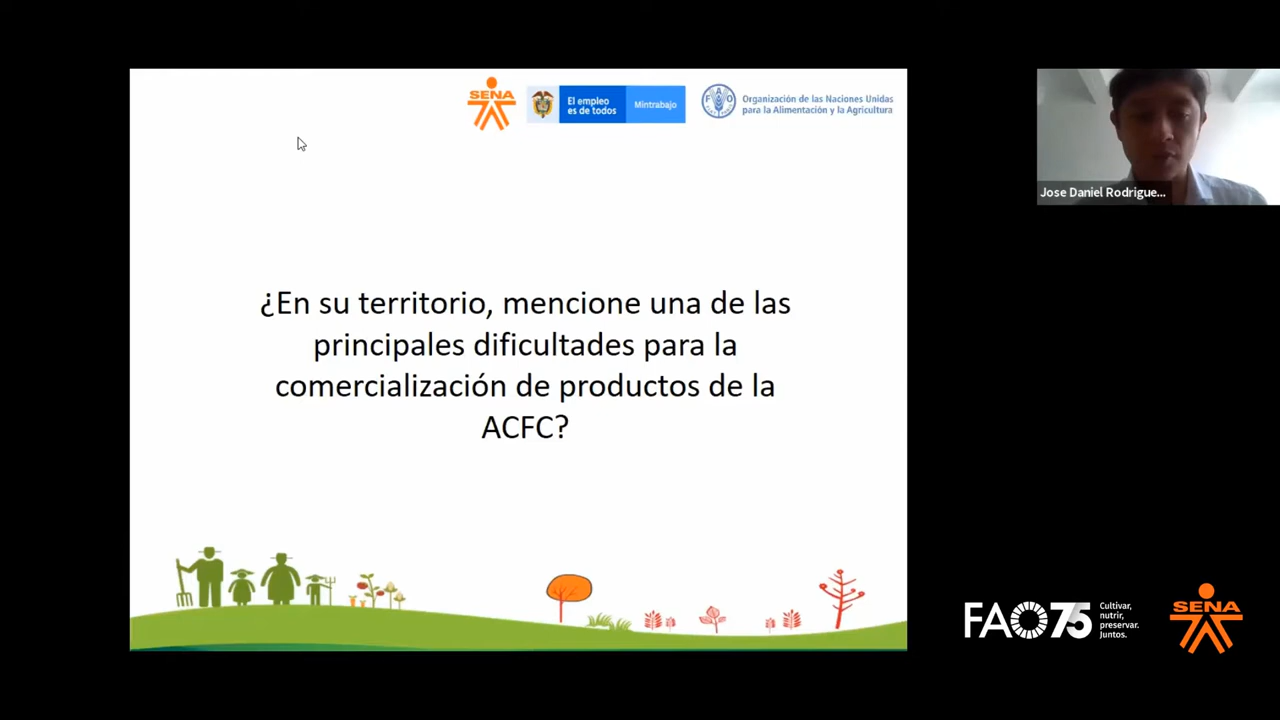 SENA
El empleo
es de todos
Mintrabajo
FAO
Organización de las Naciones Unidas
para la Alimentación y la Agricultura
Jose Daniel Rodrigue...
¿En su territorio, mencione una de las
principales dificultades para la
comercialización de productos de la
ACFC?
FAO75
Cultivar,
nutrir,
preservar.
Juntos.
SENA